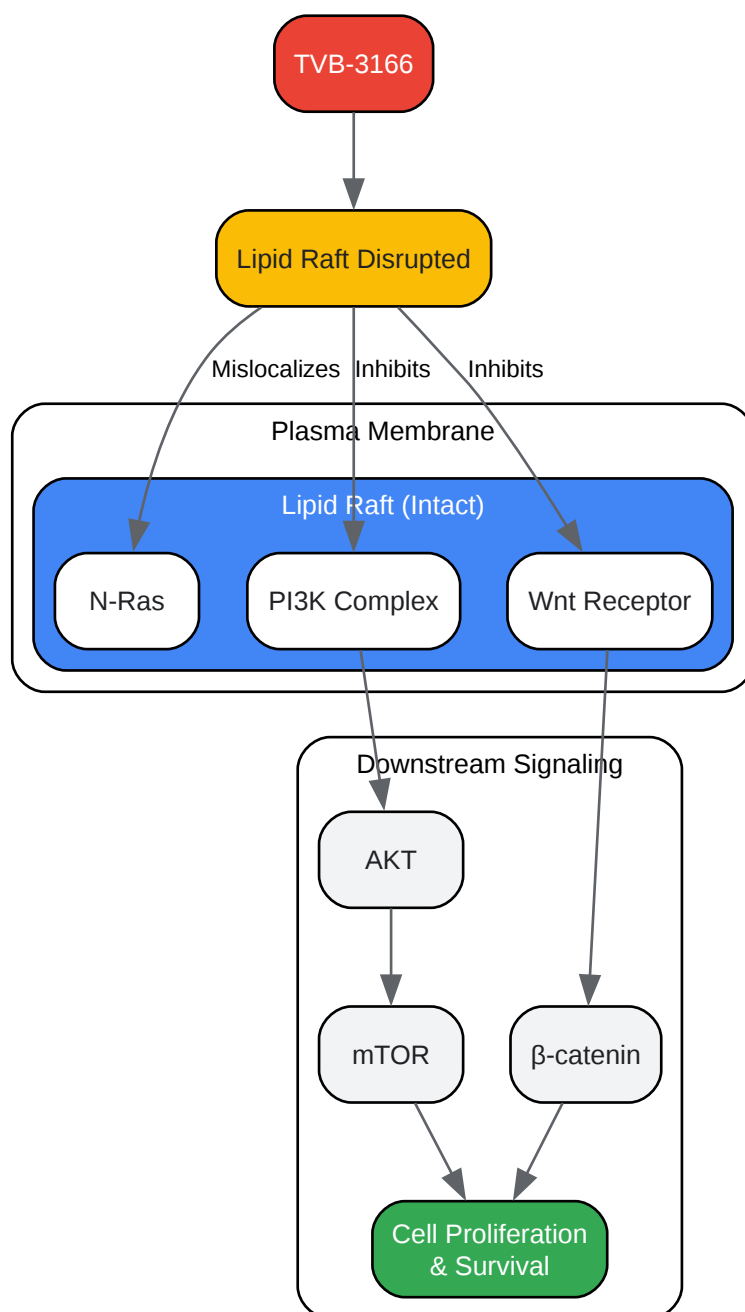 TVB-3166
Lipid Raft Disrupted
Mislocalizes
Inhibits
Inhibits
Plasma Membrane
Lipid Raft (Intact)
N-Ras
PI3K Complex
Wnt Receptor
Downstream Signaling
AKT
mTOR
β-catenin
Cell Proliferation
& Survival